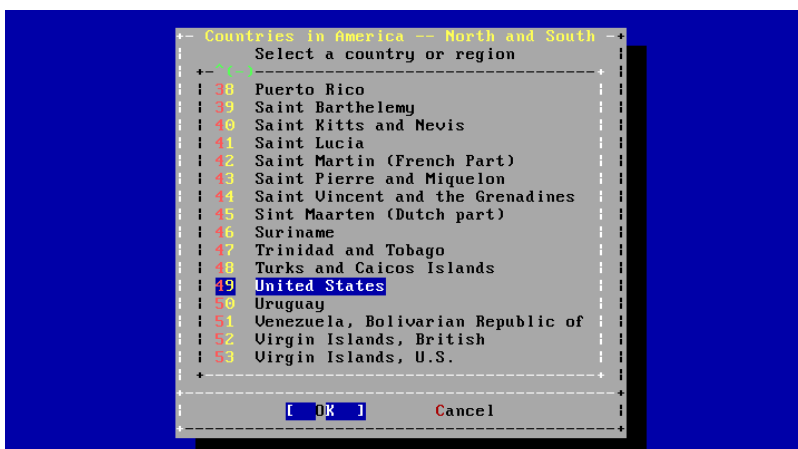 Countries in America -- North and South
Select a country or region
^(-)
38 Puerto Rico
39 Saint Barthelemy
40 Saint Kitts and Nevis
41 Saint Lucia
42 Saint Martin (French Part)
43 Saint Pierre and Miquelon
44 Saint Vincent and the Grenadines
45 Sint Maarten (Dutch part)
46 Suriname
47 Trinidad and Tobago
48 Turks and Caicos Islands
49 United States
50 Uruguay
51 Venezuela, Bolivarian Republic of
52 Virgin Islands, British
53 Virgin Islands, U.S.
[ OK ] Cancel